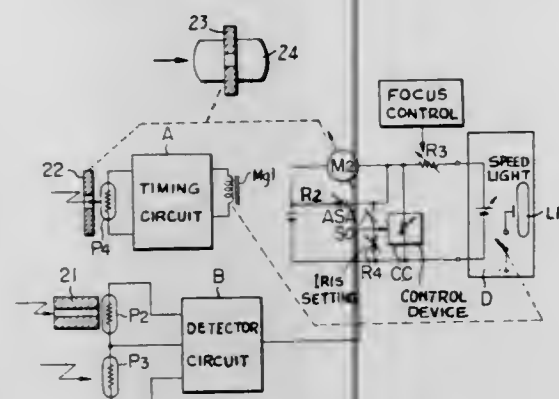 23
24
A
22
TIMING
CIRCUIT
Mg1
P4
M2
FOCUS
CONTROL
R3
SPEED
LIGHT
R2
ASA
R4
CC
IRIS
SETTING
CONTROL
DEVICE
D
21
B
P2
DETECTOR
CIRCUIT
P3